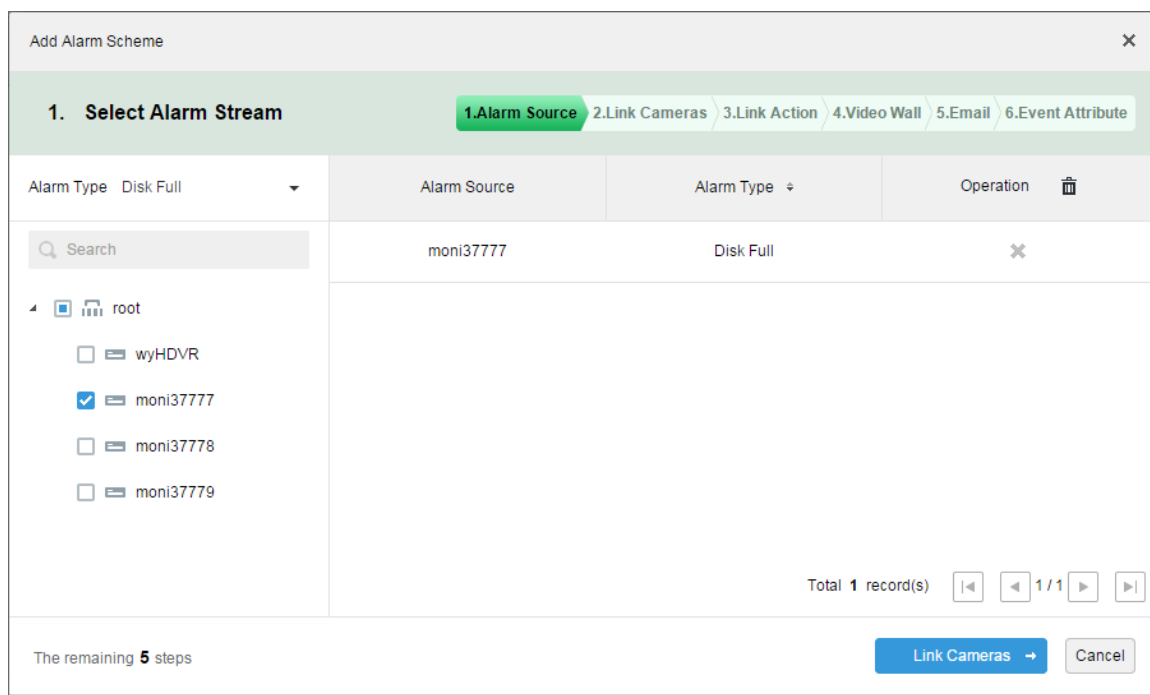 Add Alarm Scheme
1. Select Alarm Stream
1.Alarm Source 2.Link Cameras 3.Link Action 4.Video Wall 5.Email 6.Event Attribute
Alarm Type Disk Full
Alarm Source Alarm Type Operation
Search
moni37777 Disk Full
root
wyHDVR
moni37777
moni37778
moni37779
Total 1 record(s) 1 / 1
The remaining 5 steps
Link Cameras
Cancel